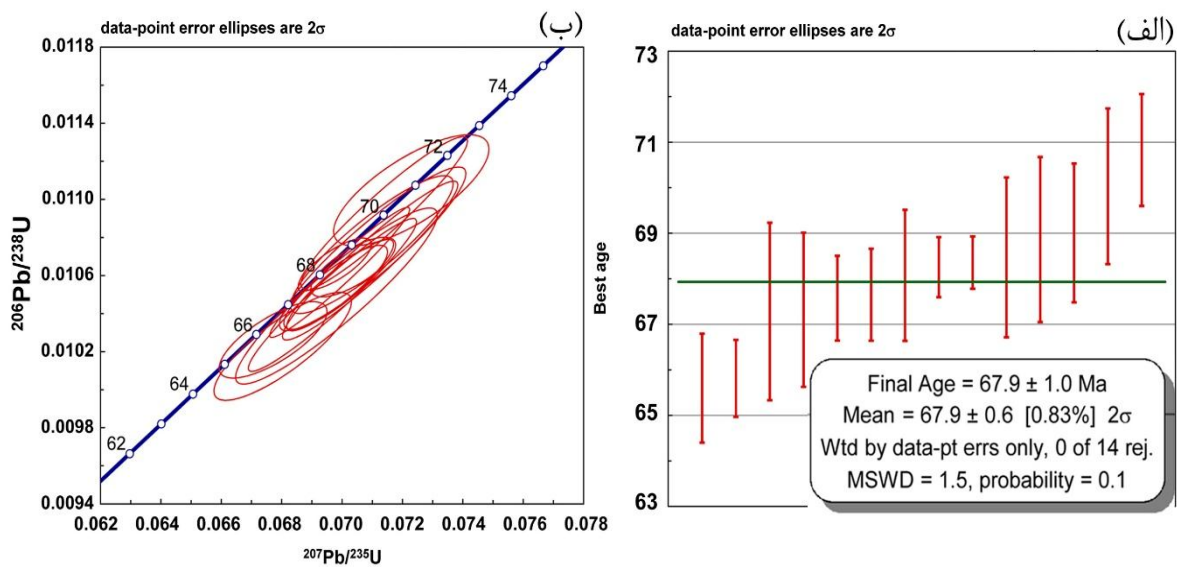 data-point error ellipses are 2σ
(ب)
0.0118
0.0114
0.0110
0.0106
0.0102
0.0098
0.0094
206Pb/238U
74
72
70
68
66
64
62
0.062 0.064 0.066 0.068 0.070 0.072 0.074 0.076 0.078
207Pb/235U
data-point error ellipses are 2σ
(الف)
73
71
69
67
65
63
Best age
Final Age = 67.9 ± 1.0 Ma
Mean = 67.9 ± 0.6 [0.83%] 2σ
Wtd by data-pt errs only, 0 of 14 rej.
MSWD = 1.5, probability = 0.1